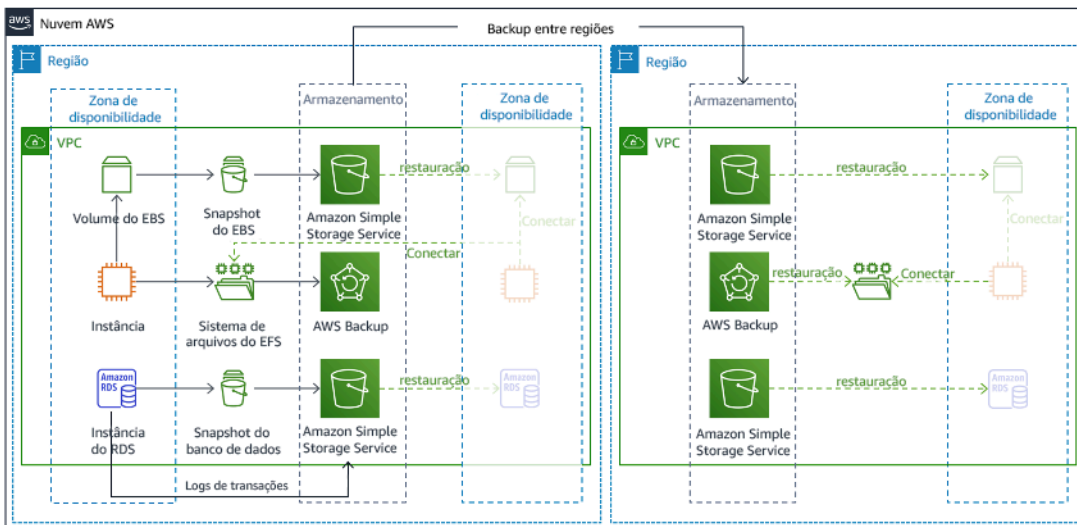 aws
Nuvem AWS
Backup entre regiões
Região
Região
Zona de
disponibilidade
Armazenamento
Zona de
disponibilidade
Armazenamento
Zona de
disponibilidade
VPC
VPC
restauração
restauração
Volume do EBS
Snapshot
do EBS
Amazon Simple
Storage Service
Conectar
Amazon Simple
Storage Service
Conectar
Conectar
restauração
Conectar
Instância
Sistema de
arquivos do EFS
AWS Backup
AWS Backup
Amazon
RDS
restauração
Amazon
RDS
restauração
Amazon
RDS
Instância
do RDS
Snapshot do
banco de dados
Amazon Simple
Storage Service
Amazon Simple
Storage Service
Logs de transações